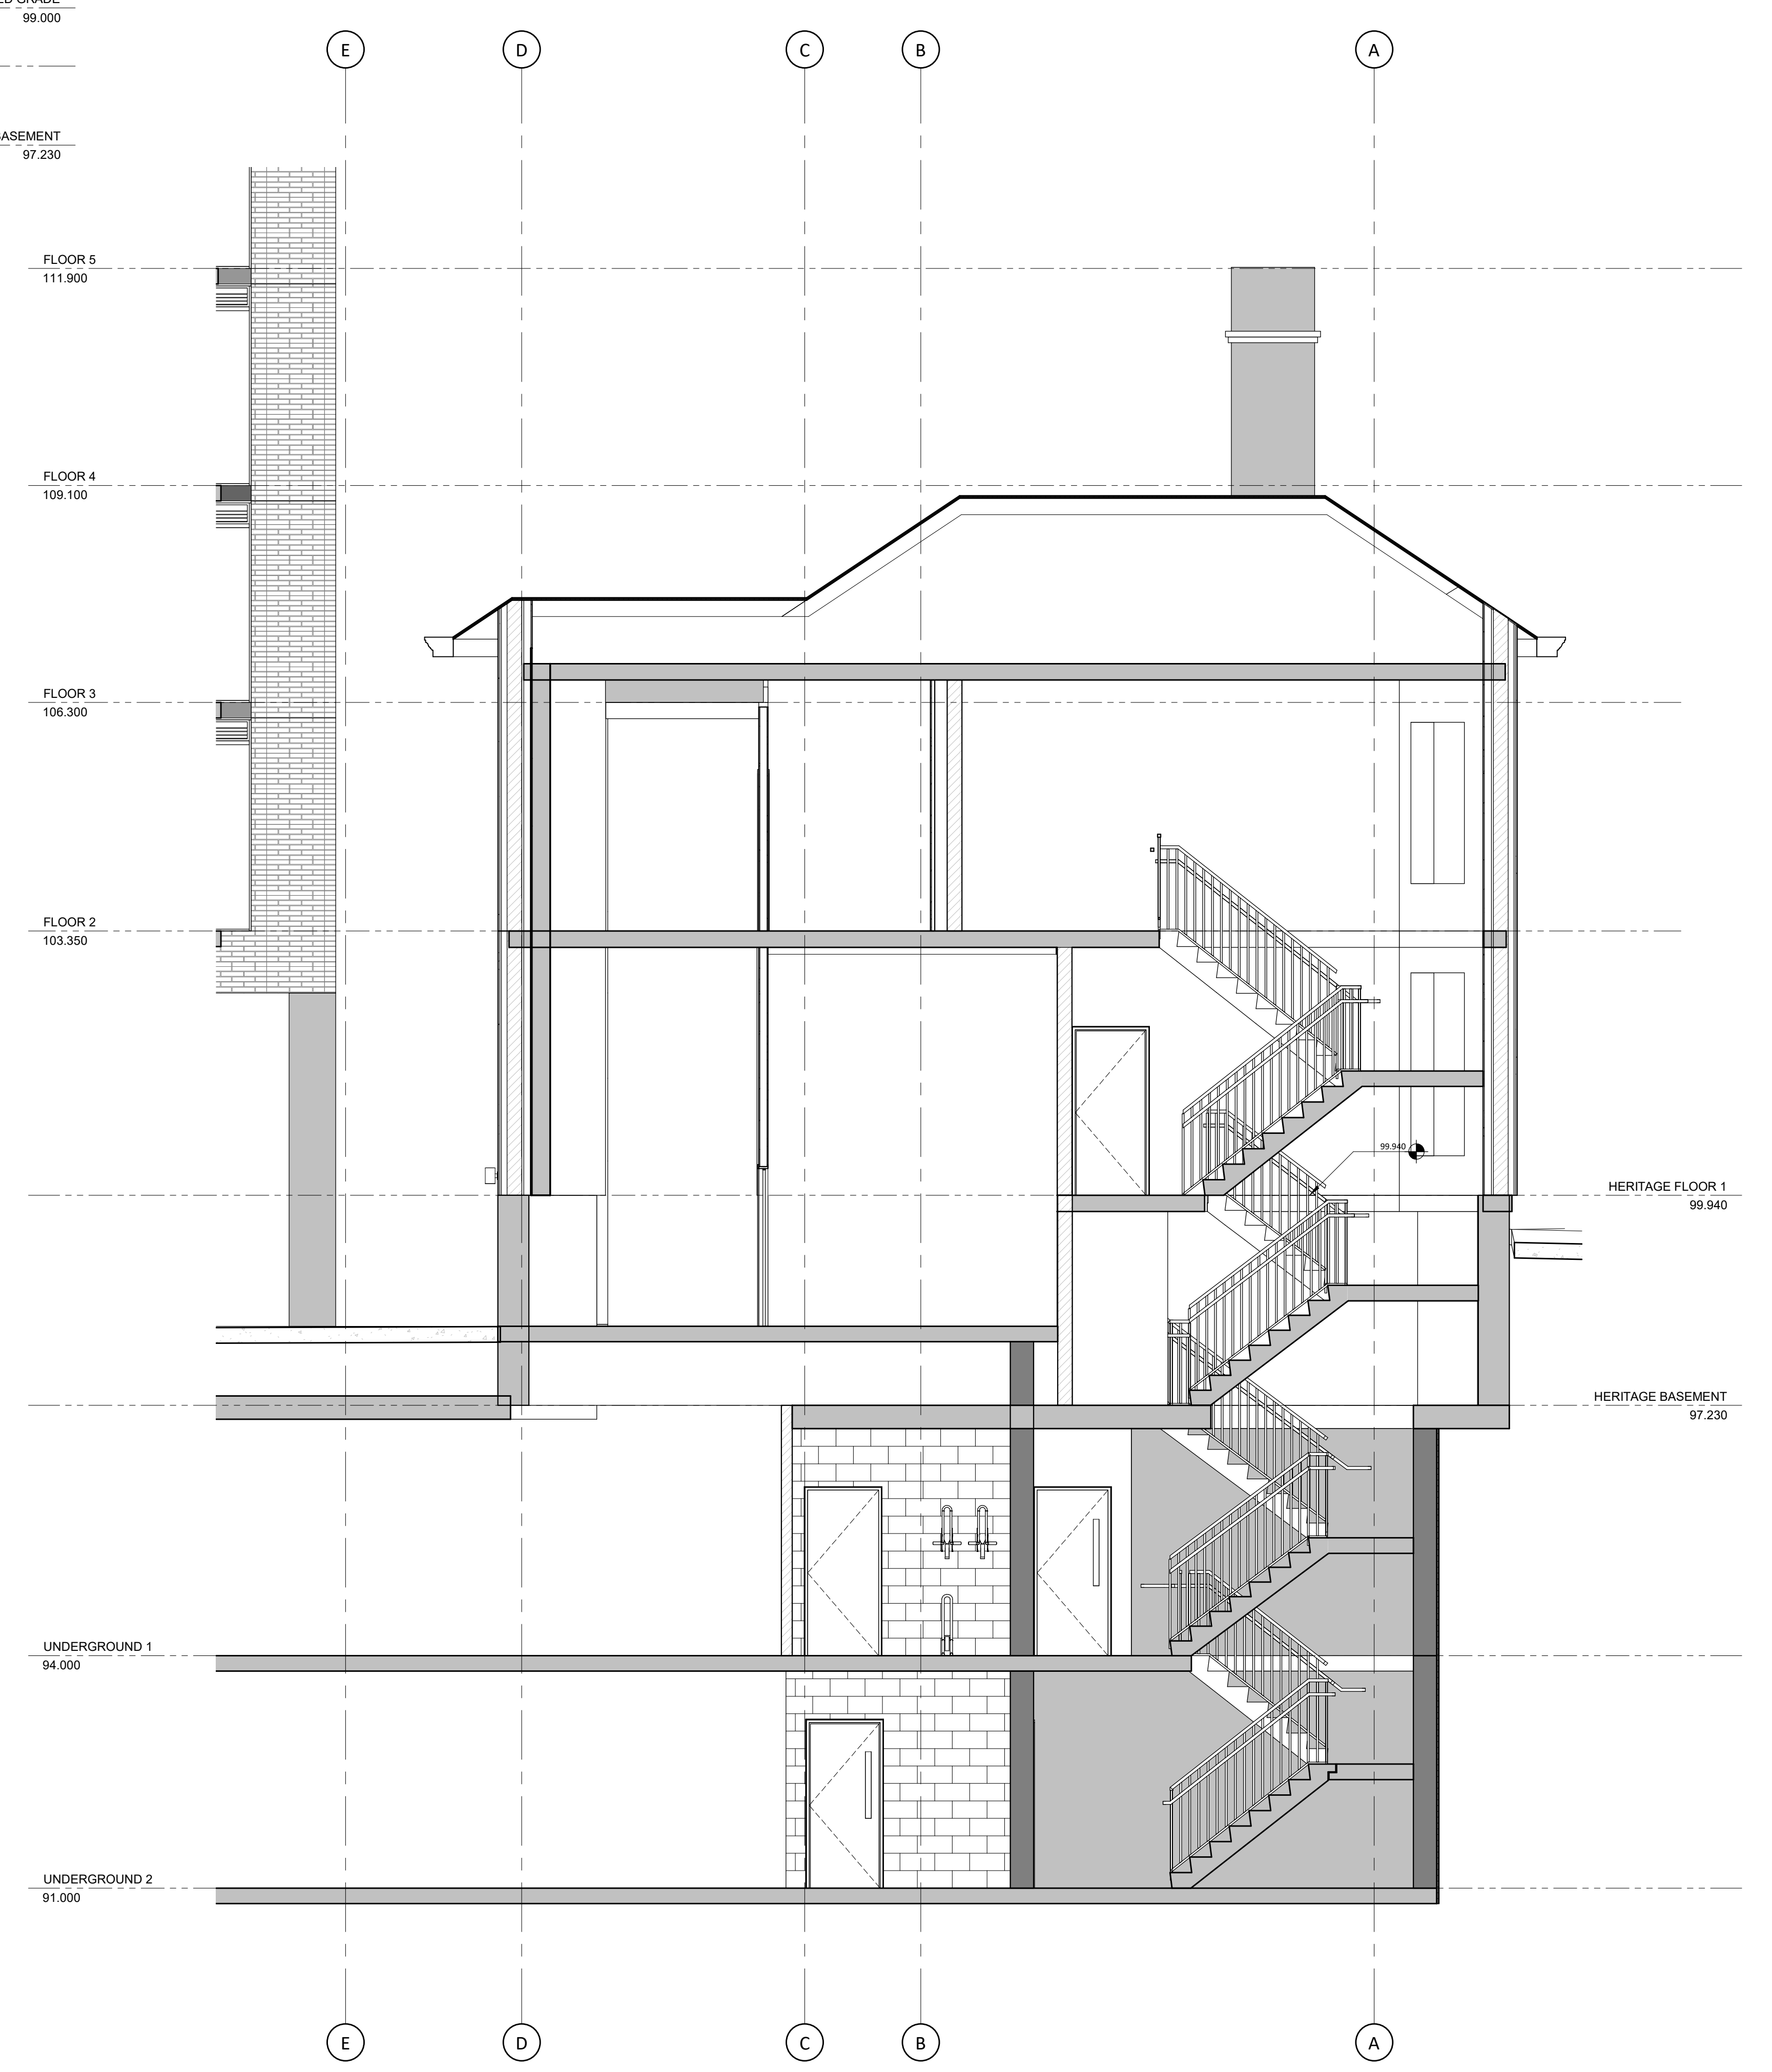 99.000
97.230
E D C B A
FLOOR 5
111.900
FLOOR 4
109.100
FLOOR 3
106.300
FLOOR 2
103.350
99.940
HERITAGE FLOOR 1
99.940
HERITAGE BASEMENT
97.230
UNDERGROUND 1
94.000
UNDERGROUND 2
91.000
E D C B A